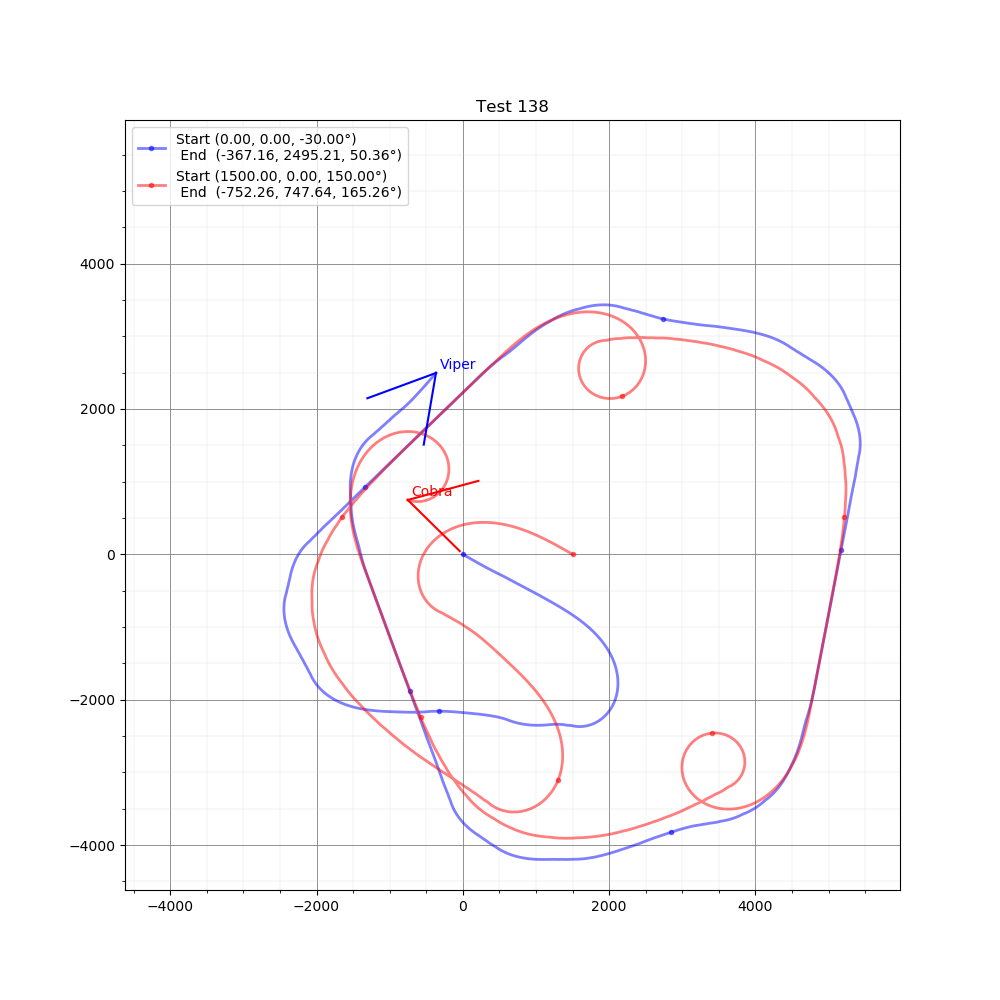 Test 138
Start (0.00, 0.00, -30.00°)
End (-367.16, 2495.21, 50.36°)
Start (1500.00, 0.00, 150.00°)
End (-752.26, 747.64, 165.26°)
4000
Viper
2000
Cobra
0
−2000
−4000
−4000 −2000 0 2000 4000